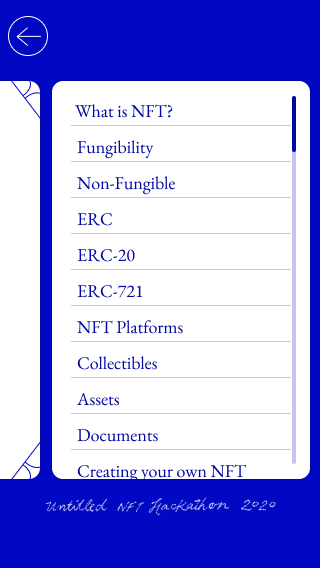 What is NFT?
Fungibility
Non-Fungible
ERC
ERC-20
ERC-721
NFT Platforms
Collectibles
Assets
Documents
Creating your own NFT
Untitled NFT Hackathon 2020